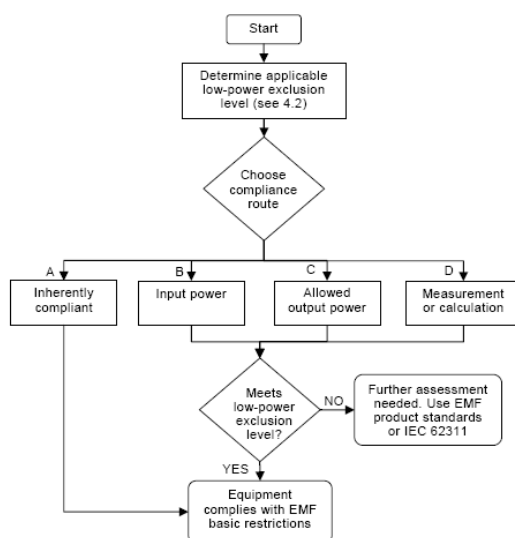 Start
Determine applicable
low-power exclusion
level (see 4.2)
Choose
compliance
route
A
B
C
D
Inherently
compliant
Input power
Allowed
output power
Measurement
or calculation
Meets
low-power
exclusion
level?
NO
Further assessment
needed. Use EMF
product standards
or IEC 62311
YES
Equipment
complies with EMF
basic restrictions